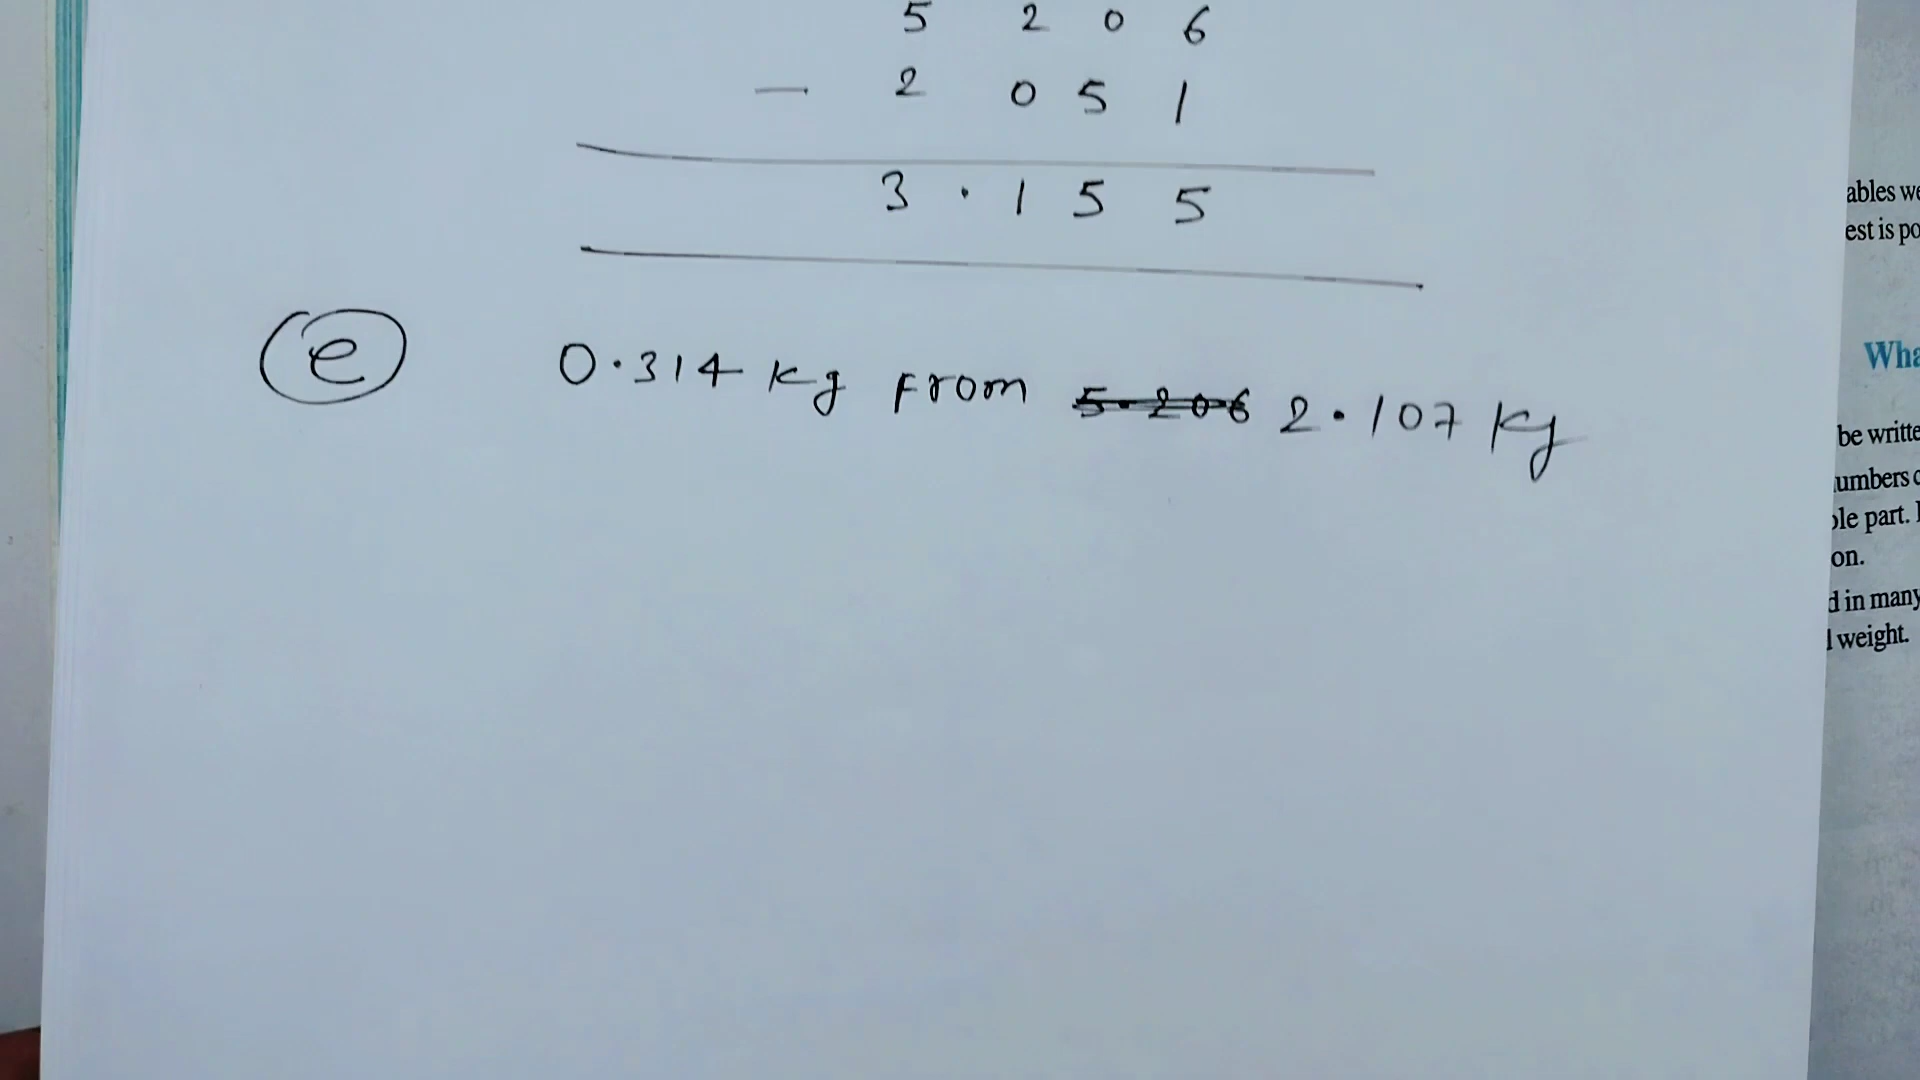 5 2 0 6
— 2 0 5 1
3 . 1 5 5
(e) 0.314 kg from 5.206 2.107 kg
ables we
est is po
Wha
be writte
umbers o
ole part. I
on.
d in many
l weight.